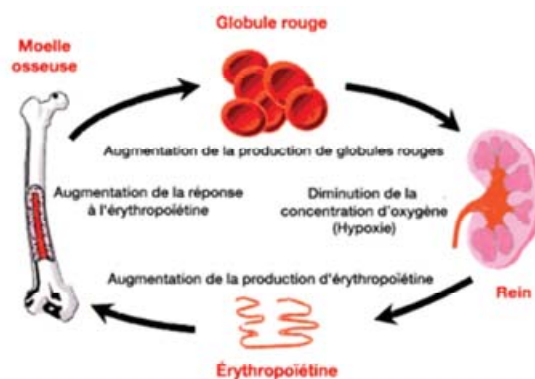 Globule rouge
Moelle
osseuse
Augmentation de la production de globules rouges
Augmentation de la réponse
à l'érythropoïétine
Diminution de la
concentration d'oxygène
(Hypoxie)
Augmentation de la production d'érythropoïétine
Rein
Érythropoïétine